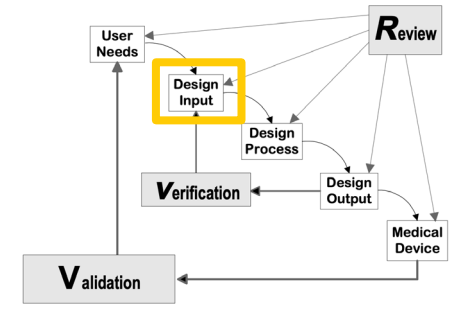 Review
User
Needs
Design
Input
Design
Process
Verification
Design
Output
Medical
Device
Validation